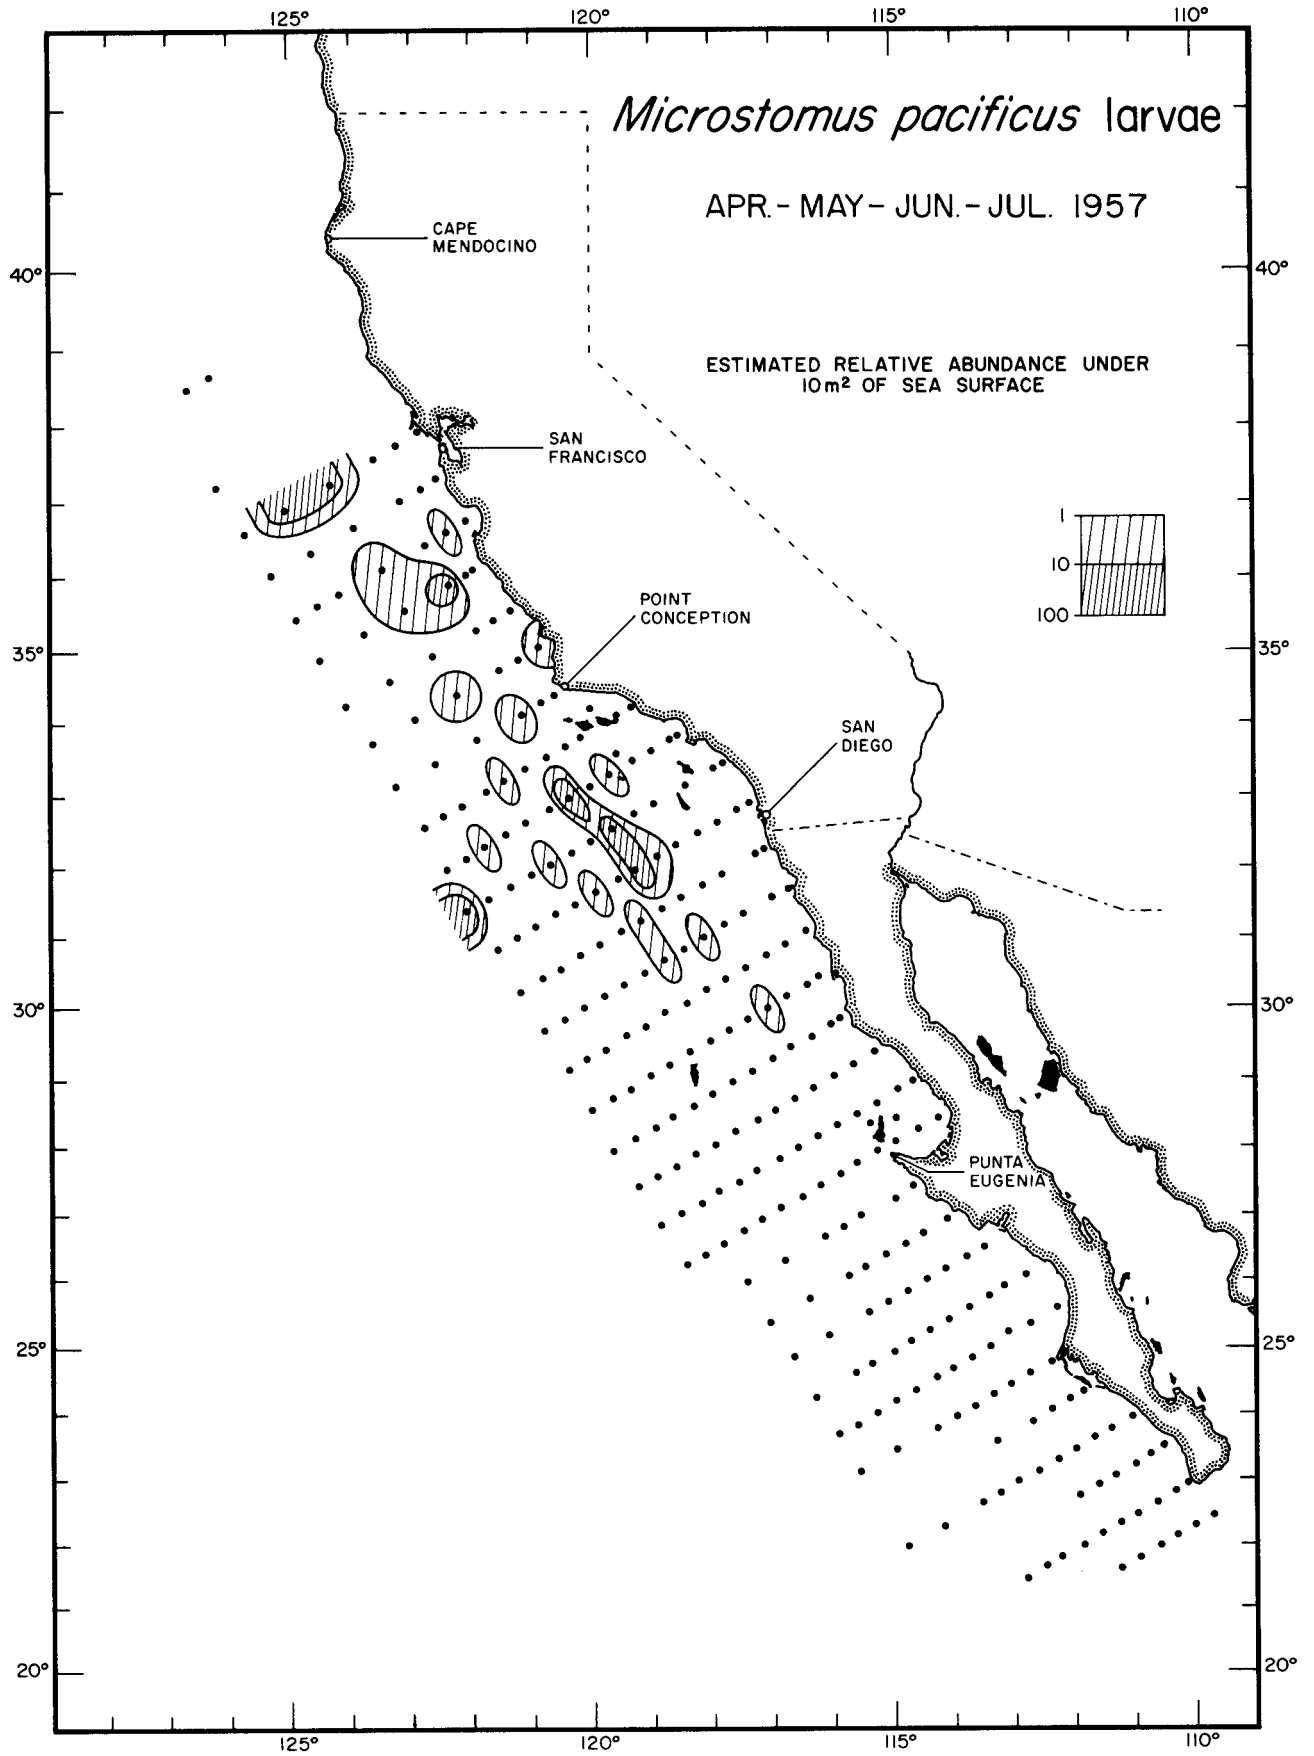 125° 120° 115° 110°
Microstomus pacificus larvae
APR.-MAY-JUN.-JUL. 1957
CAPE
MENDOCINO
40° 40°
ESTIMATED RELATIVE ABUNDANCE UNDER
10m² OF SEA SURFACE
SAN
FRANCISCO
1
10
100
POINT
CONCEPTION
35° 35°
SAN
DIEGO
30° 30°
PUNTA
EUGENIA
25° 25°
20° 20°
125° 120° 115° 110°